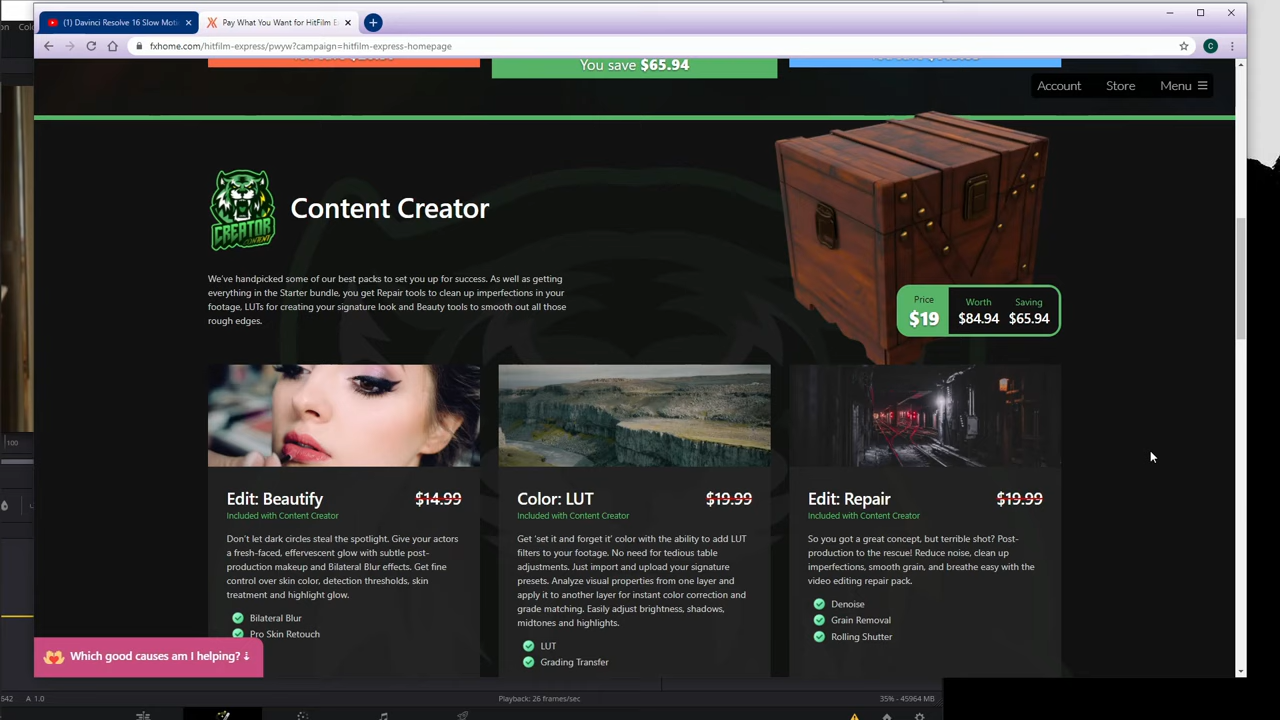 (1) Davinci Resolve 16 Slow Moti
Pay What You Want for HitFilm E
fxhome.com/hitfilm-express/pwyw?campaign=hitfilm-express-homepage
C
You save $65.94
Account
Store
Menu
CREATOR
CONTENT
Content Creator
We've handpicked some of our best packs to set you up for success. As well as getting
everything in the Starter bundle, you get Repair tools to clean up imperfections in your
footage, LUTs for creating your signature look and Beauty tools to smooth out all those
rough edges.
Price
$19
Worth
$84.94
Saving
$65.94
Edit: Beautify
$14.99
Included with Content Creator
Don't let dark circles steal the spotlight. Give your actors
a fresh-faced, effervescent glow with subtle post-
production makeup and Bilateral Blur effects. Get fine
control over skin color, detection thresholds, skin
treatment and highlight glow.
Bilateral Blur
Pro Skin Retouch
Color: LUT
$19.99
Included with Content Creator
Get 'set it and forget it' color with the ability to add LUT
filters to your footage. No need for tedious table
adjustments. Just import and upload your signature
presets. Analyze visual properties from one layer and
apply it to another layer for instant color correction and
grade matching. Easily adjust brightness, shadows,
midtones and highlights.
LUT
Grading Transfer
Edit: Repair
$19.99
Included with Content Creator
So you got a great concept, but terrible shot? Post-
production to the rescue! Reduce noise, clean up
imperfections, smooth grain, and breathe easy with the
video editing repair pack.
Denoise
Grain Removal
Rolling Shutter
Which good causes am I helping? ↓
100
542
A 1.0
Playback: 26 frames/sec
35% - 45964 MB